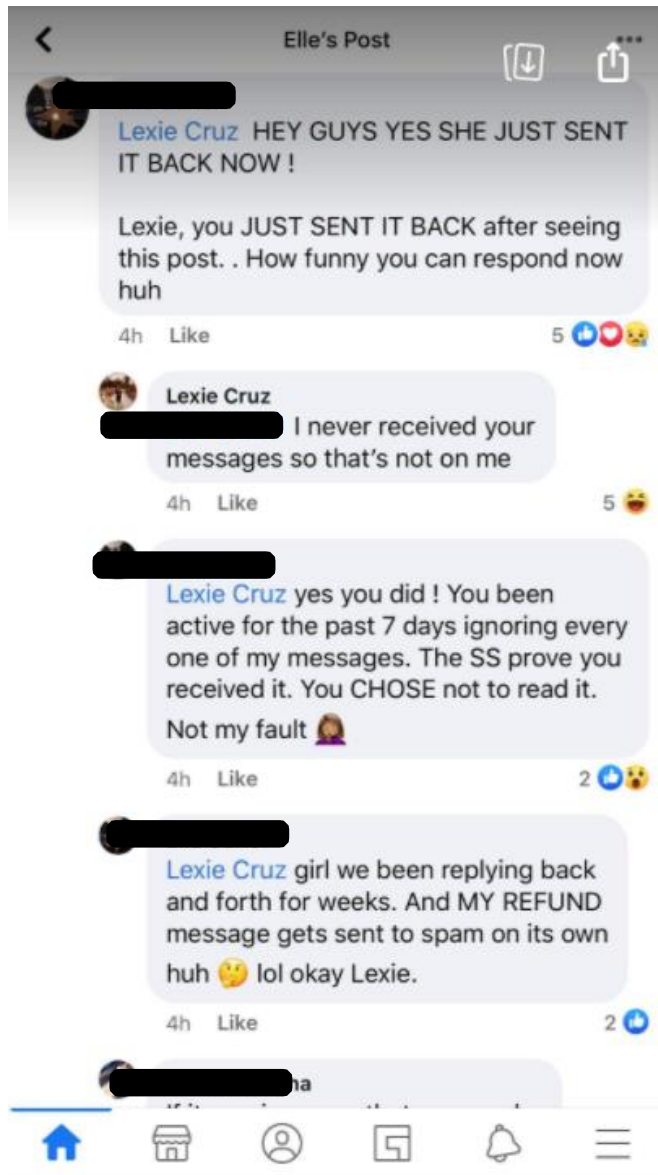 Elle's Post
Lexie Cruz HEY GUYS YES SHE JUST SENT
IT BACK NOW !
Lexie, you JUST SENT IT BACK after seeing
this post. . How funny you can respond now
huh
4h Like 5
Lexie Cruz
I never received your
messages so that's not on me
4h Like 5
Lexie Cruz yes you did ! You been
active for the past 7 days ignoring every
one of my messages. The SS prove you
received it. You CHOSE not to read it.
Not my fault 🤦🏽‍♀️
4h Like 2
Lexie Cruz girl we been replying back
and forth for weeks. And MY REFUND
message gets sent to spam on its own
huh 🤔 lol okay Lexie.
4h Like 2
na